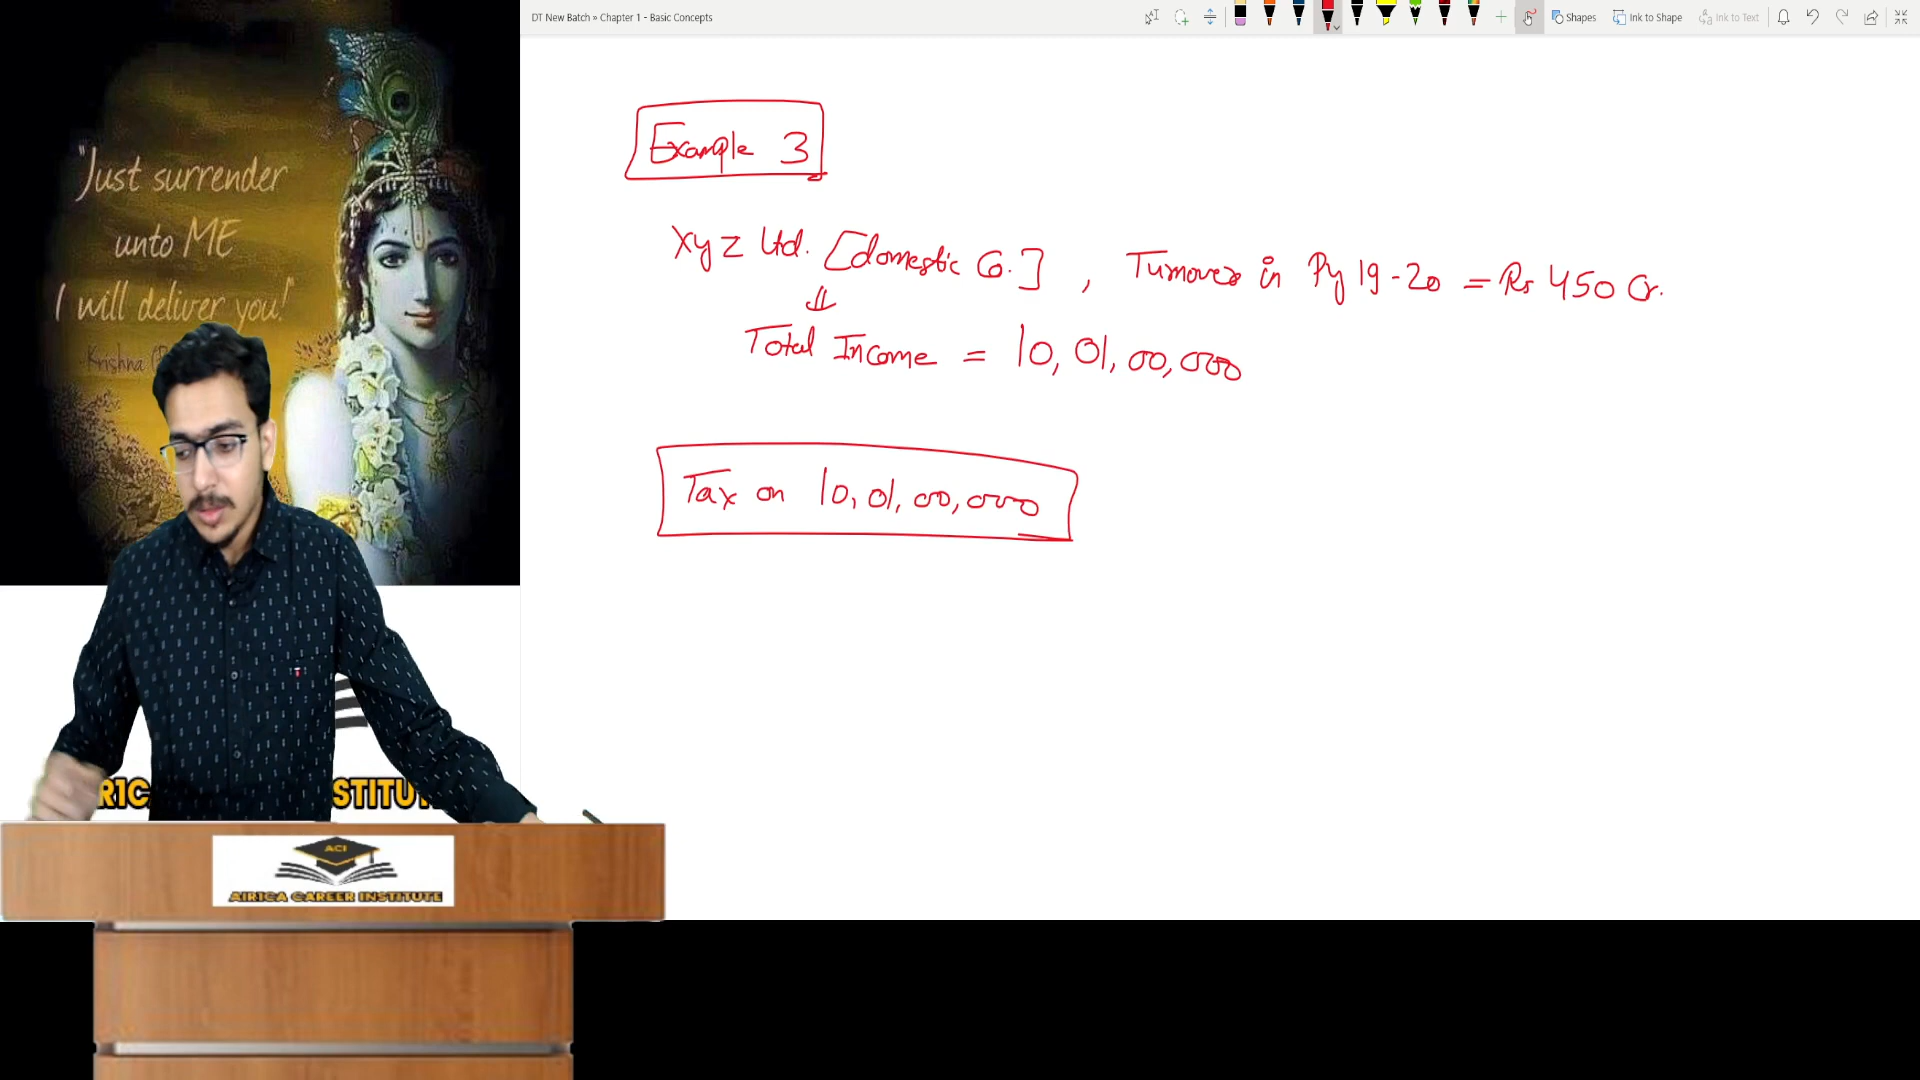 DT New Batch » Chapter 1 - Basic Concepts
Shapes
Ink to Shape
Ink to Text
"Just surrender
unto ME
I will deliver you!"
Krishna
Example 3
XYZ Ltd. [domestic Co.] , Turnover in Py 19-20 = Rs 450 Cr.
Total Income = 10,01,00,000
Tax on 10,01,00,000
ACI
AIR1CA CAREER INSTITUTE